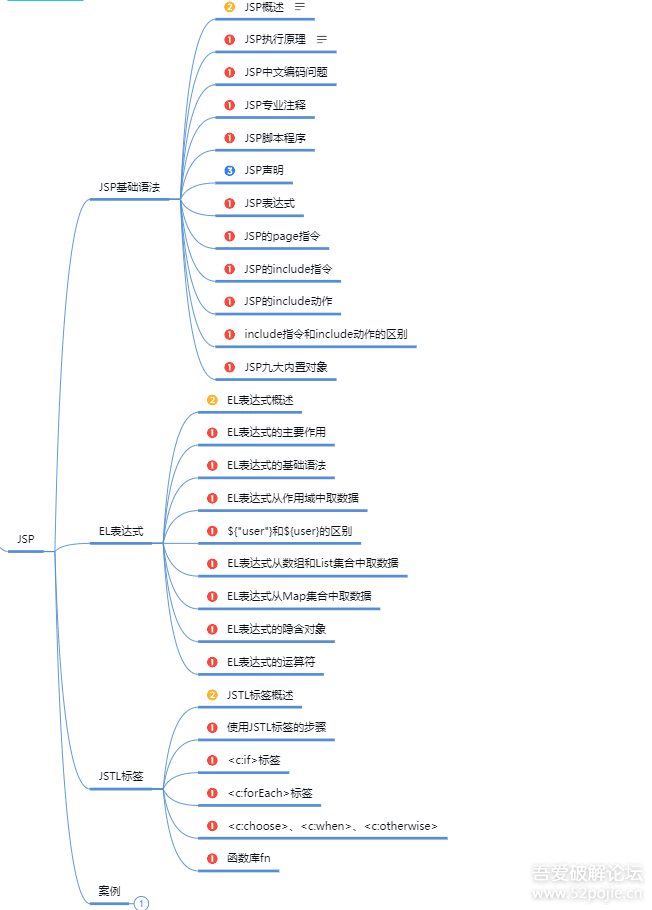 2 JSP概述
1 JSP执行原理
1 JSP中文编码问题
1 JSP专业注释
1 JSP脚本程序
JSP基础语法
3 JSP声明
1 JSP表达式
1 JSP的page指令
1 JSP的include指令
1 JSP的include动作
1 include指令和include动作的区别
1 JSP九大内置对象
2 EL表达式概述
1 EL表达式的主要作用
1 EL表达式的基础语法
1 EL表达式从作用域中取数据
EL表达式
1 ${"user"}和${user}的区别
JSP
1 EL表达式从数组和List集合中取数据
1 EL表达式从Map集合中取数据
1 EL表达式的隐含对象
1 EL表达式的运算符
2 JSTL标签概述
1 使用JSTL标签的步骤
1 <c:if>标签
JSTL标签
1 <c:forEach>标签
1 <c:choose>、<c:when>、<c:otherwise>
1 函数库fn
案例 1
吾爱破解论坛
www.52pojie.cn